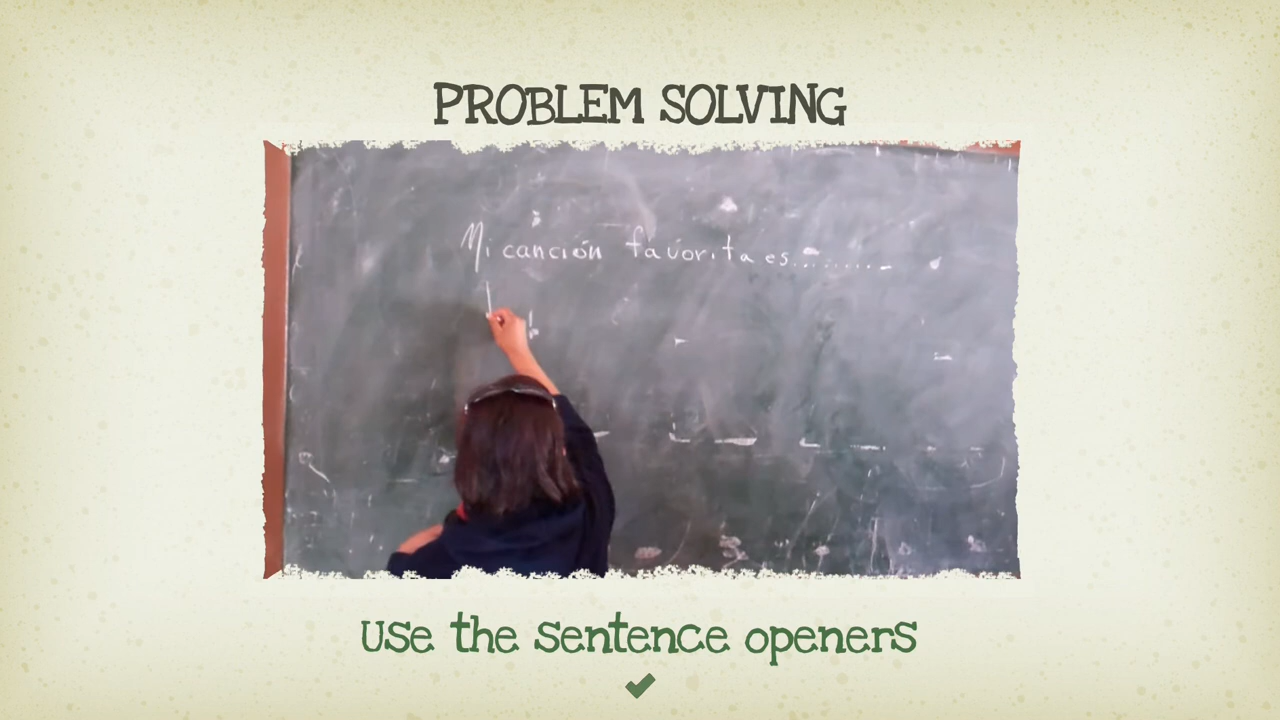 PROBLEM SOLVING
Mi canción favorita es.........
Use the sentence openers